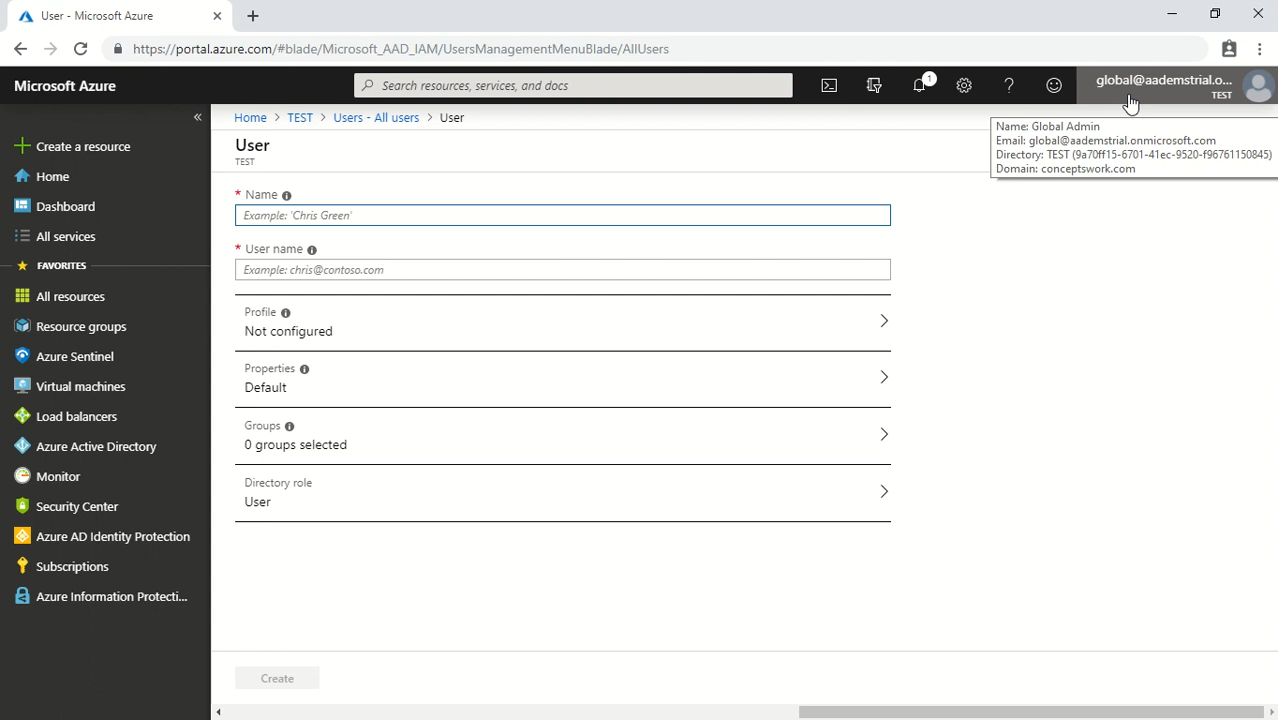 User - Microsoft Azure
https://portal.azure.com/#blade/Microsoft_AAD_IAM/UsersManagementMenuBlade/AllUsers
Microsoft Azure
Search resources, services, and docs
1
global@aademstrial.o...
TEST
Name: Global Admin
Email: global@aademstrial.onmicrosoft.com
Directory: TEST (9a70ff15-6701-41ec-9520-f96761150845)
Domain: conceptswork.com
«
Create a resource
Home
Dashboard
All services
FAVORITES
All resources
Resource groups
Azure Sentinel
Virtual machines
Load balancers
Azure Active Directory
Monitor
Security Center
Azure AD Identity Protection
Subscriptions
Azure Information Protecti...
Home > TEST > Users - All users > User
User
TEST
* Name
Example: 'Chris Green'
* User name
Example: chris@contoso.com
Profile
Not configured
Properties
Default
Groups
0 groups selected
Directory role
User
Create